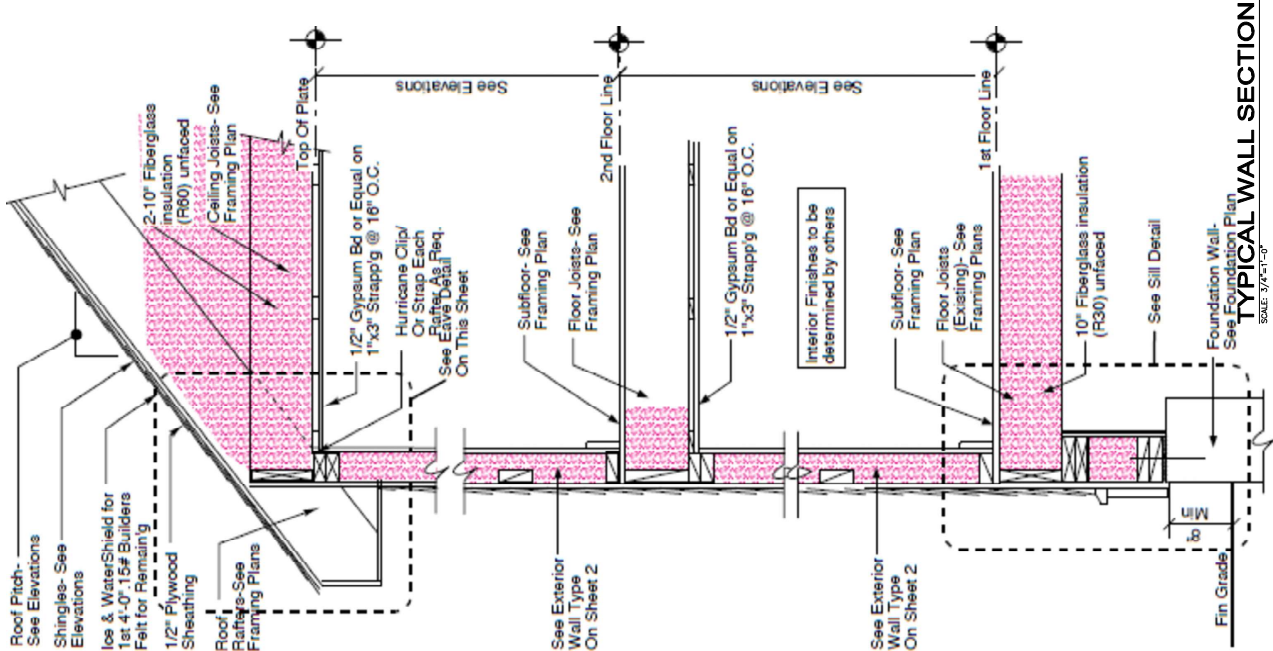 Roof Pitch-
See Elevations
Shingles- See
Elevations
Ice & WaterShield for
1st 4'-0".15# Builders
Felt for Remain'g
1/2" Plywood
Sheathing
Roof
Rafters-See
Framing Plans
2-10" Fiberglass
insulation
(R60) unfaced
Ceiling Joists- See
Framing Plan
Top Of Plate
1/2" Gypsum Bd or Equal on
1"x3" Strapp'g @ 16" O.C.
Hurricane Clip/
Or Strap Each
Rafter As Req.
See Eave Detail
On This Sheet
See Elevations
Subfloor- See
Framing Plan
Floor Joists- See
Framing Plan
2nd Floor Line
1/2" Gypsum Bd or Equal on
1"x3" Strapp'g @ 16" O.C.
See Exterior
Wall Type
On Sheet 2
Interior Finishes to be
determined by others
See Elevations
See Exterior
Wall Type
On Sheet 2
Subfloor- See
Framing Plan
Floor Joists
(Existing)- See
Framing Plans
1st Floor Line
10" Fiberglass insulation
(R30) unfaced
See Sill Detail
Foundation Wall-
See Foundation Plan
8"
Min
Fin Grade
TYPICAL WALL SECTION
SCALE: 3/4"=1'-0"